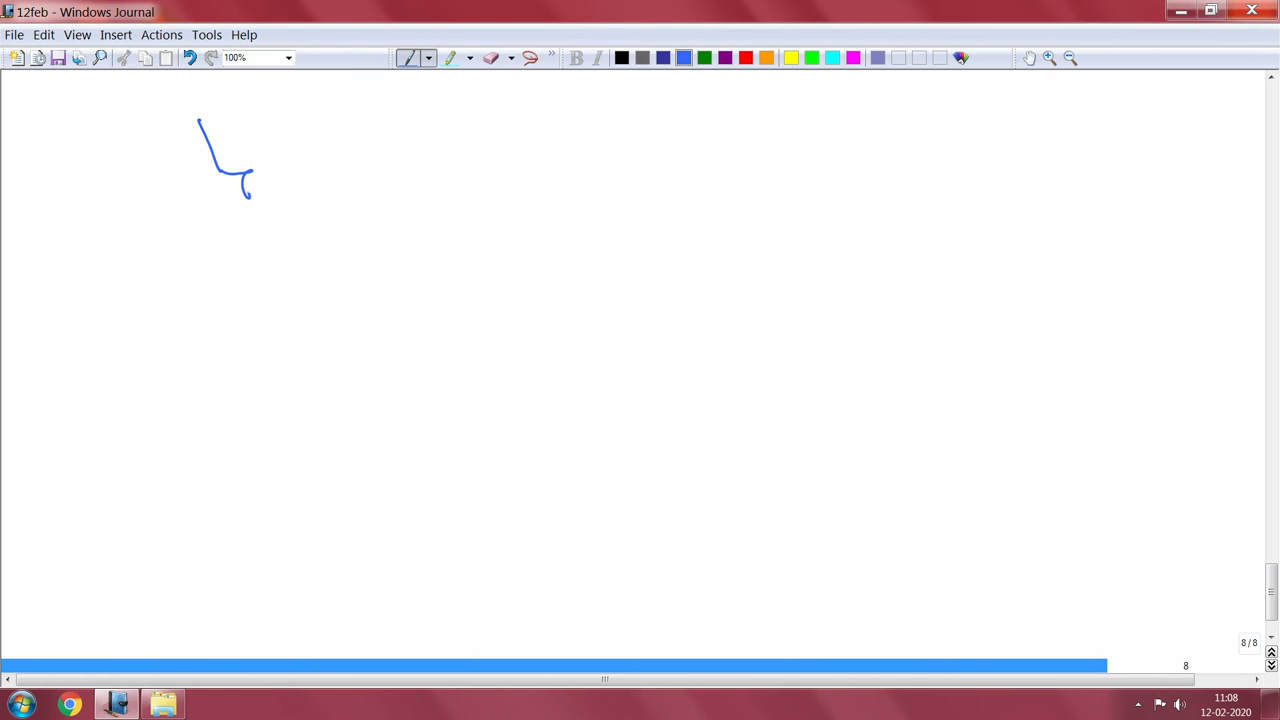 12feb - Windows Journal
File Edit View Insert Actions Tools Help
100% B I
8/8
8
11:08
12-02-2020